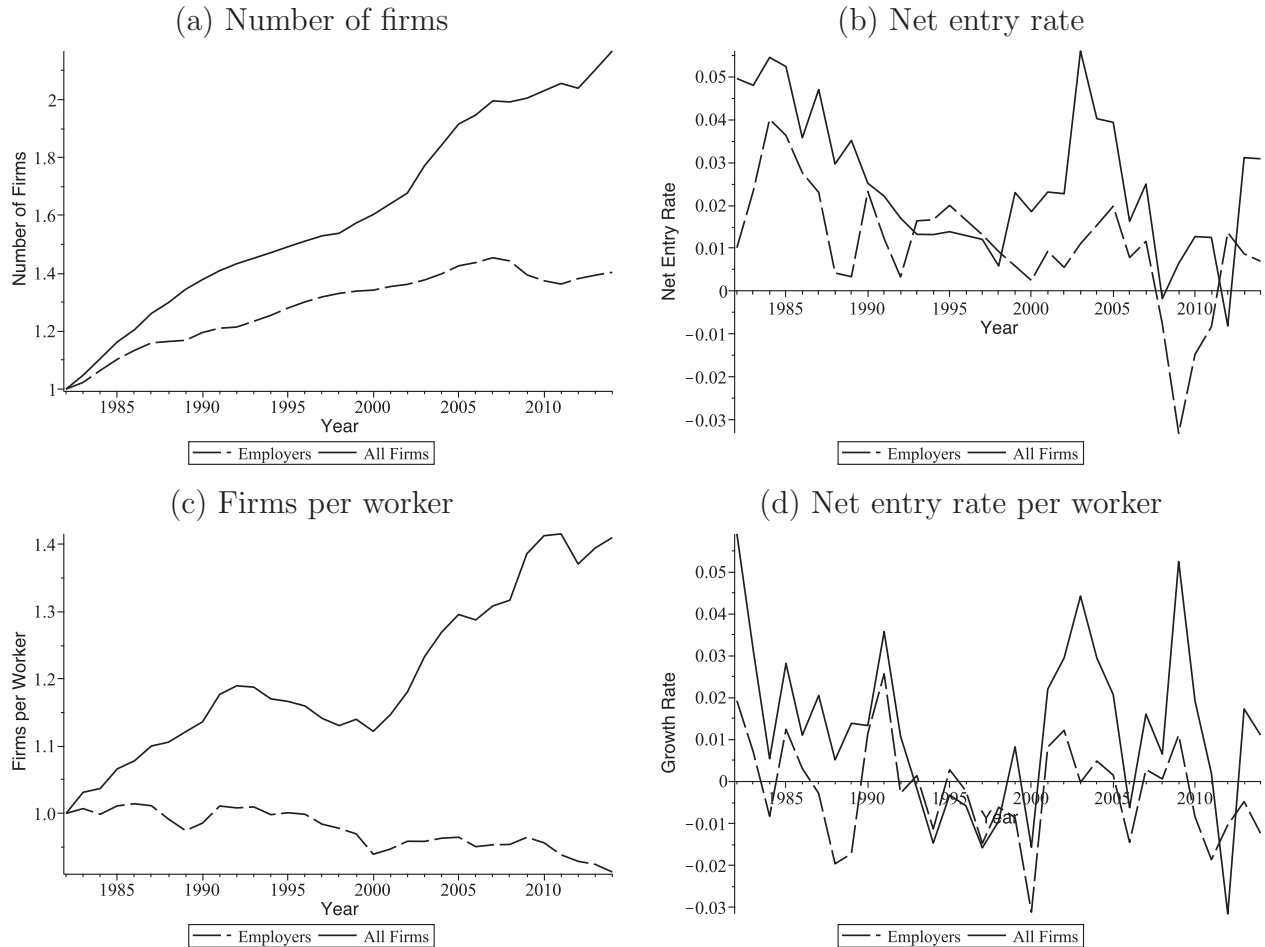 (a) Number of firms
Number of Firms
2
1.8
1.6
1.4
1.2
1
1985 1990 1995 2000 2005 2010
Year
Employers All Firms
(b) Net entry rate
Net Entry Rate
0.05
0.04
0.03
0.02
0.01
0
−0.01
−0.02
−0.03
1985 1990 1995 2000 2005 2010
Year
Employers All Firms
(c) Firms per worker
Firms per Worker
1.4
1.3
1.2
1.1
1.0
1985 1990 1995 2000 2005 2010
Year
Employers All Firms
(d) Net entry rate per worker
Growth Rate
0.05
0.04
0.03
0.02
0.01
0
−0.01
−0.02
−0.03
1985 1990 1995 2000 2005 2010
Year
Employers All Firms